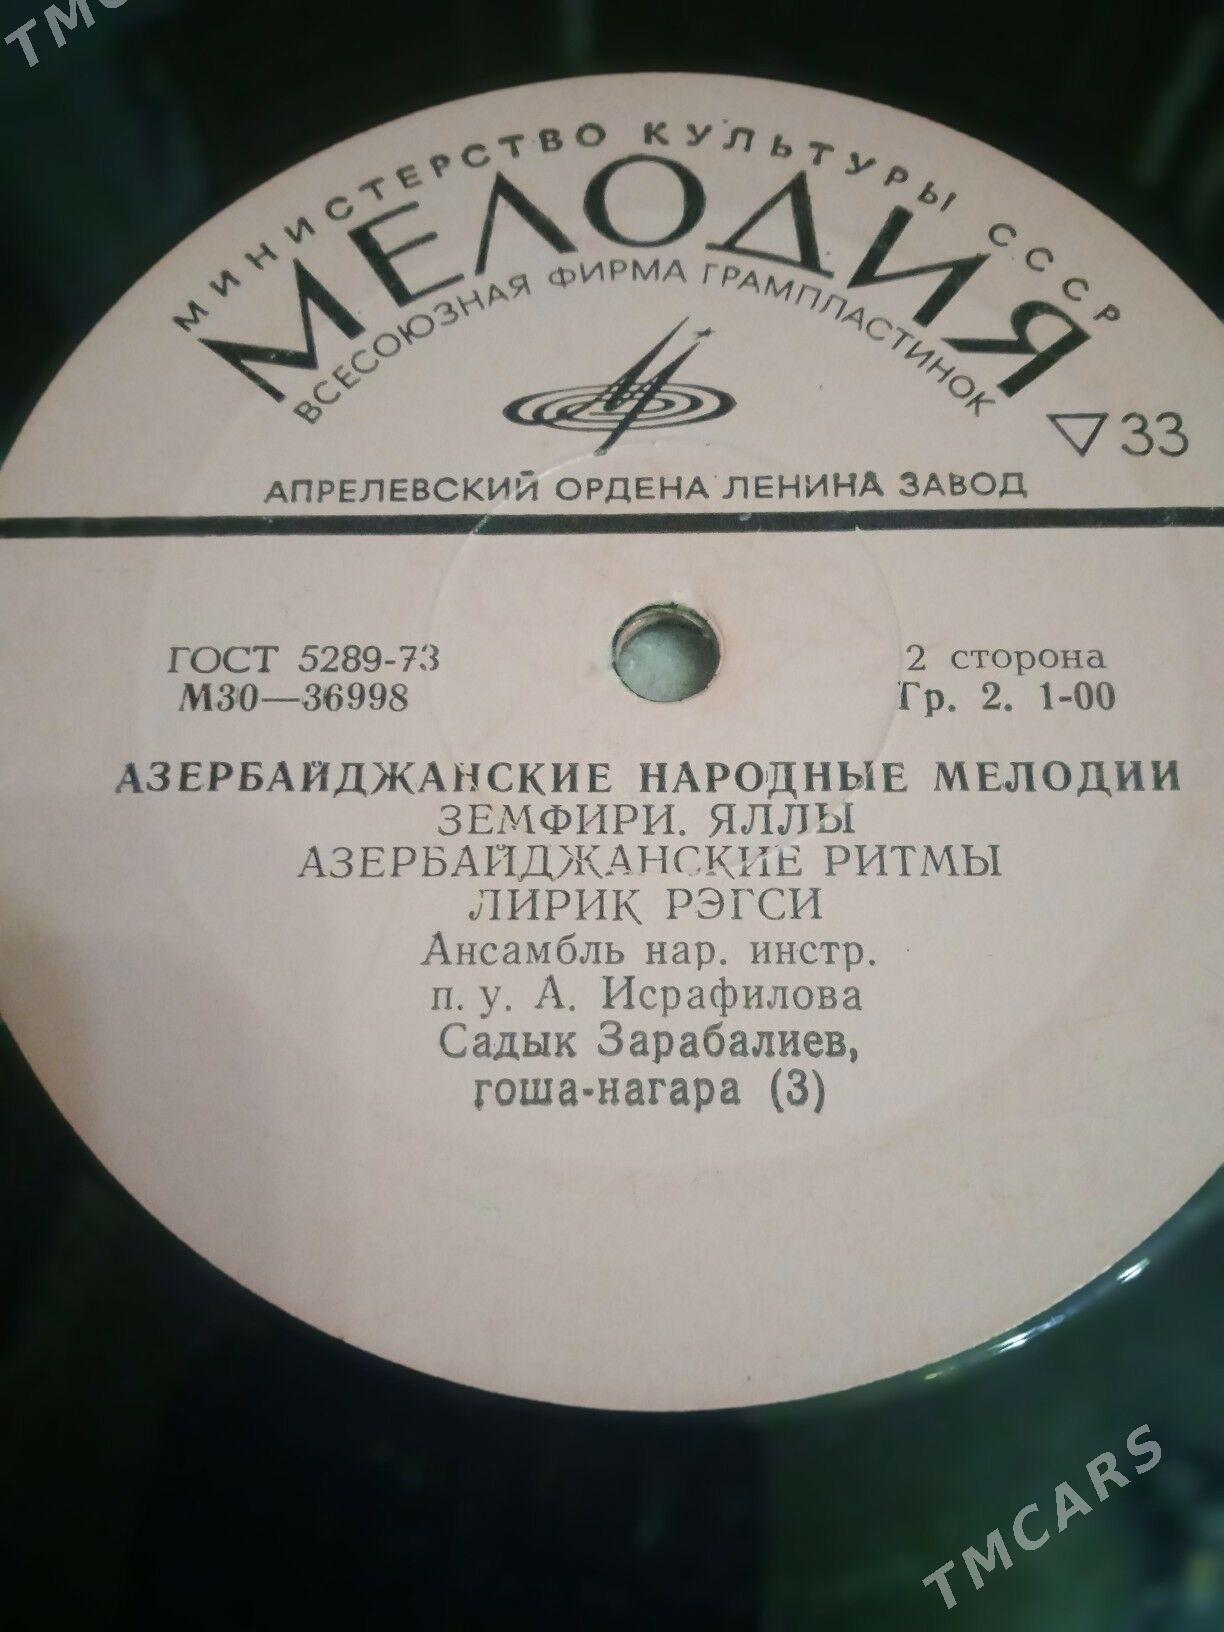 МИНИСТЕРСТВО КУЛЬТУРЫ СССР
МЕЛОДИЯ
ВСЕСОЮЗНАЯ ФИРМА ГРАМПЛАСТИНОК
33
АПРЕЛЕВСКИЙ ОРДЕНА ЛЕНИНА ЗАВОД
ГОСТ 5289-73
М30—36998
2 сторона
Гр. 2. 1-00
АЗЕРБАЙДЖАНСКИЕ НАРОДНЫЕ МЕЛОДИИ
ЗЕМФИРИ. ЯЛЛЫ
АЗЕРБАЙДЖАНСКИЕ РИТМЫ
ЛИРИК РЭГСИ
Ансамбль нар. инстр.
п. у. А. Исрафилова
Садык Зарабалиев,
гоша-нагара (3)
TMCARS